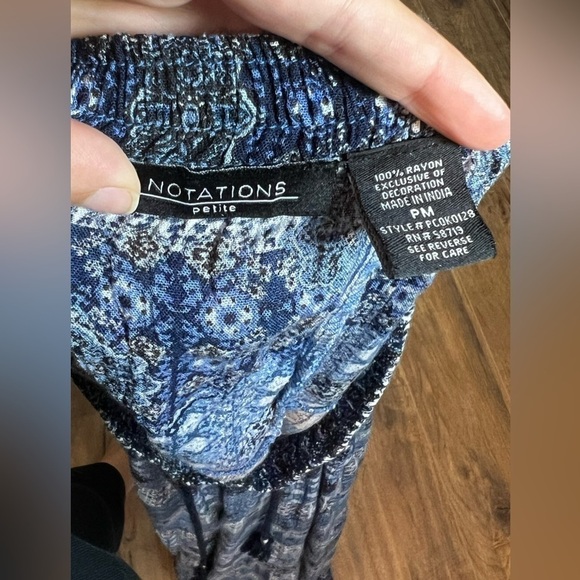 NOTATIONS
petite
100% RAYON
EXCLUSIVE OF
DECORATION
MADE IN INDIA
PM
STYLE # PCOK0128
RN# 58719
SEE REVERSE
FOR CARE